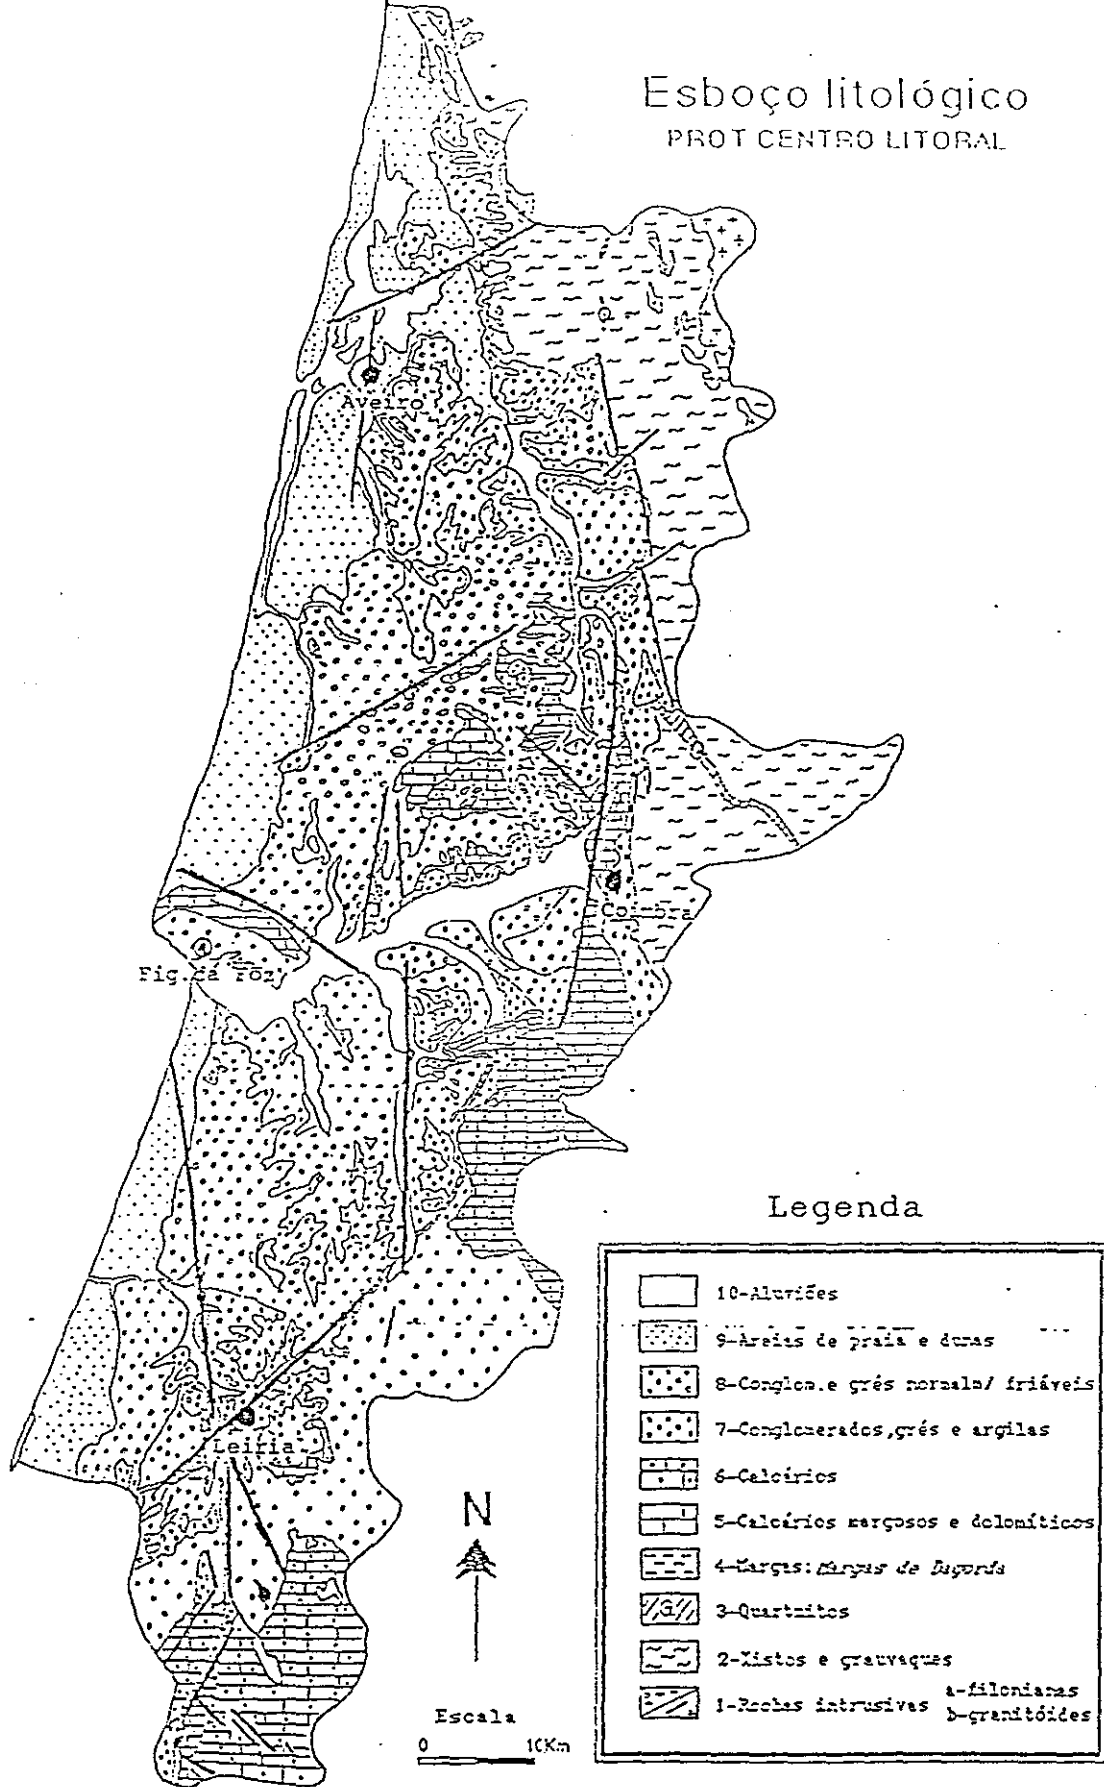 Esboço litológico
PROT CENTRO LITORAL
Aveiro
Coimbra
Fig. da Foz
Leiria
Legenda
10-Aluviões
9-Areias de praia e dunas
8-Conglom.e grés normalm/ friáveis
7-Conglomerados,grés e argilas
6-Calcários
5-Calcários margosos e dolomíticos
4-Margas: Margas de Dagorda
3-Quartzitos
2-Xistos e grauvaques
1-Rochas intrusivas a-filonianas
b-granitóides
N
Escala
0 10Km